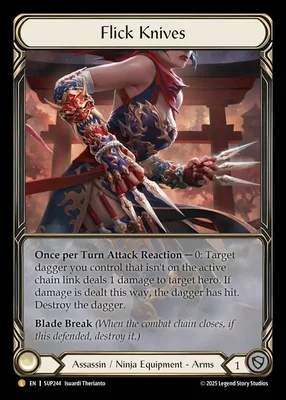 Flick Knives
Once per Turn Attack Reaction — 0: Target
dagger you control that isn't on the active
chain link deals 1 damage to target hero. If
damage is dealt this way, the dagger has hit.
Destroy the dagger.
Blade Break (When the combat chain closes, if
this defended, destroy it.)
Assassin / Ninja Equipment - Arms
1
L EN | SUP244 Isuardi Therianto
© 2025 Legend Story Studios